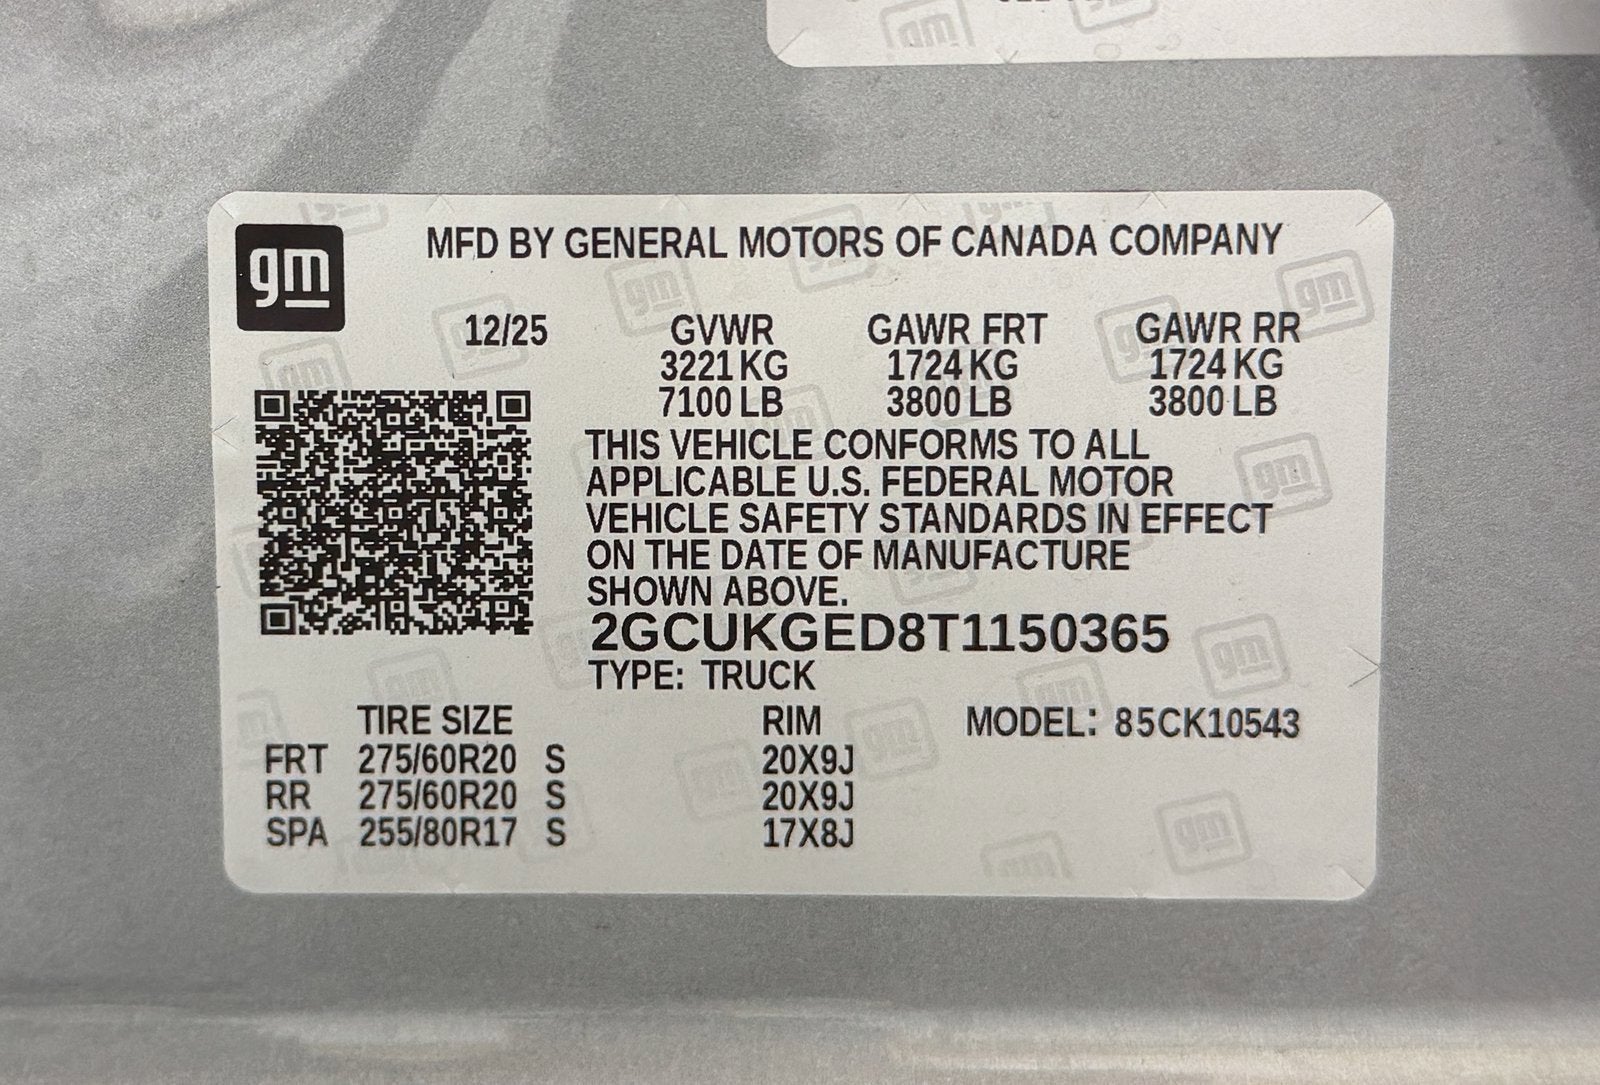 gm
MFD BY GENERAL MOTORS OF CANADA COMPANY
12/25 GVWR GAWR FRT GAWR RR
3221 KG 1724 KG 1724 KG
7100 LB 3800 LB 3800 LB
THIS VEHICLE CONFORMS TO ALL
APPLICABLE U.S. FEDERAL MOTOR
VEHICLE SAFETY STANDARDS IN EFFECT
ON THE DATE OF MANUFACTURE
SHOWN ABOVE.
2GCUKGED8T1150365
TYPE: TRUCK
TIRE SIZE RIM MODEL: 85CK10543
FRT 275/60R20 S 20X9J
RR 275/60R20 S 20X9J
SPA 255/80R17 S 17X8J